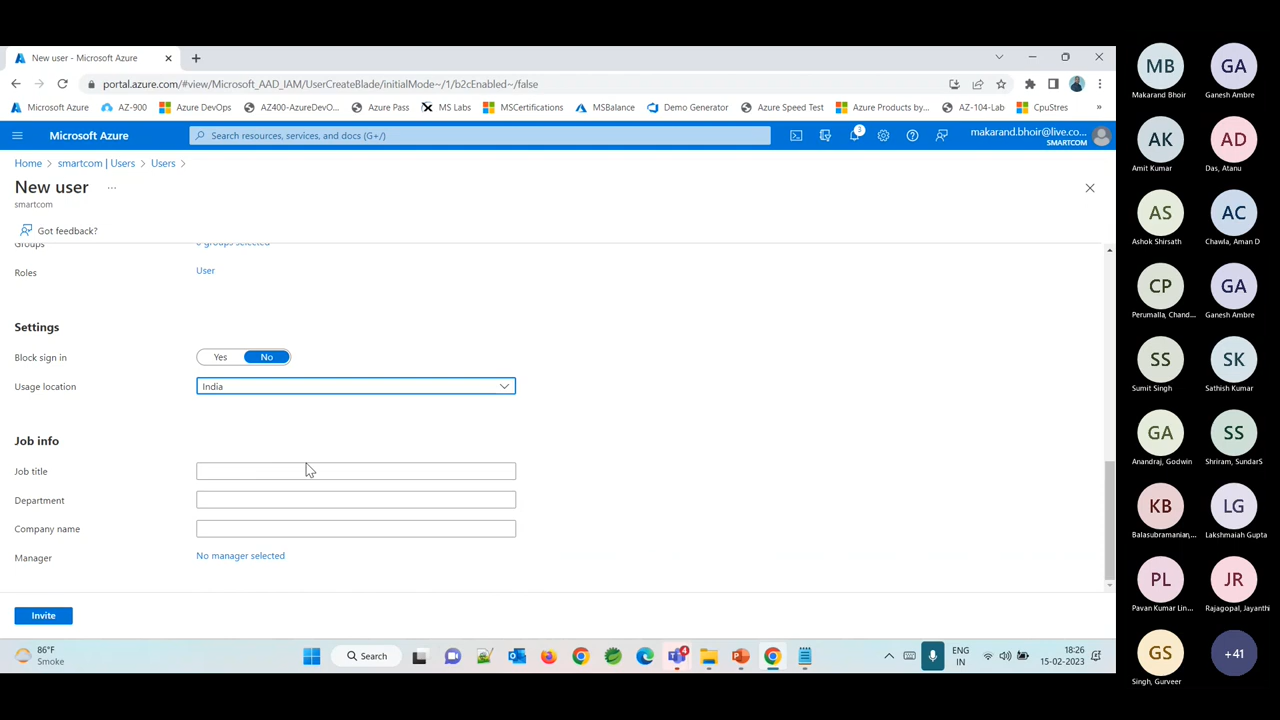 New user - Microsoft Azure
portal.azure.com/#view/Microsoft_AAD_IAM/UserCreateBlade/initialMode~/1/b2cEnabled~/false
Microsoft Azure AZ-900 Azure DevOps AZ400-AzureDevO... Azure Pass MS Labs MSCertifications MSBalance Demo Generator Azure Speed Test Azure Products by... AZ-104-Lab CpuStres »
Microsoft Azure
Search resources, services, and docs (G+/)
3
makarand.bhoir@live.co...
SMARTCOM
Home > smartcom | Users > Users >
New user ...
smartcom
Got feedback?
Groups
0 groups selected
Roles User
Settings
Block sign in Yes No
Usage location India
Job info
Job title
Department
Company name
Manager No manager selected
Invite
86°F
Smoke
Search
4
ENG
IN
18:26
15-02-2023
MB GA
Makarand Bhoir Ganesh Ambre
AK AD
Amit Kumar Das, Atanu
AS AC
Ashok Shirsath Chawla, Aman D
CP GA
Perumalla, Chand... Ganesh Ambre
SS SK
Sumit Singh Sathish Kumar
GA SS
Anandraj, Godwin Shriram, SundarS
KB LG
Balasubramanian,... Lakshmaiah Gupta
PL JR
Pavan Kumar Lin... Rajagopal, Jayanthi
GS +41
Singh, Gurveer